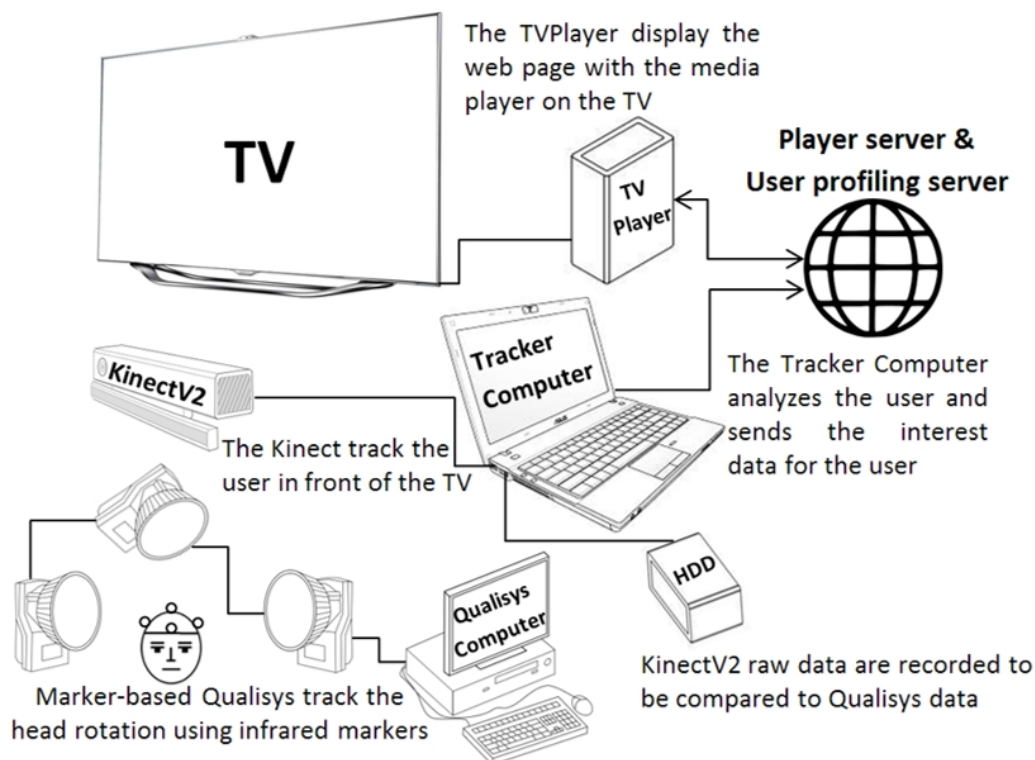 The TVPlayer display the
web page with the media
player on the TV
TV
TV
Player
Player server &
User profiling server
KinectV2
Tracker
Computer
The Tracker Computer
analyzes the user and
sends the interest
data for the user
The Kinect track the
user in front of the TV
Qualisys
Computer
HDD
KinectV2 raw data are recorded to
be compared to Qualisys data
Marker-based Qualisys track the
head rotation using infrared markers